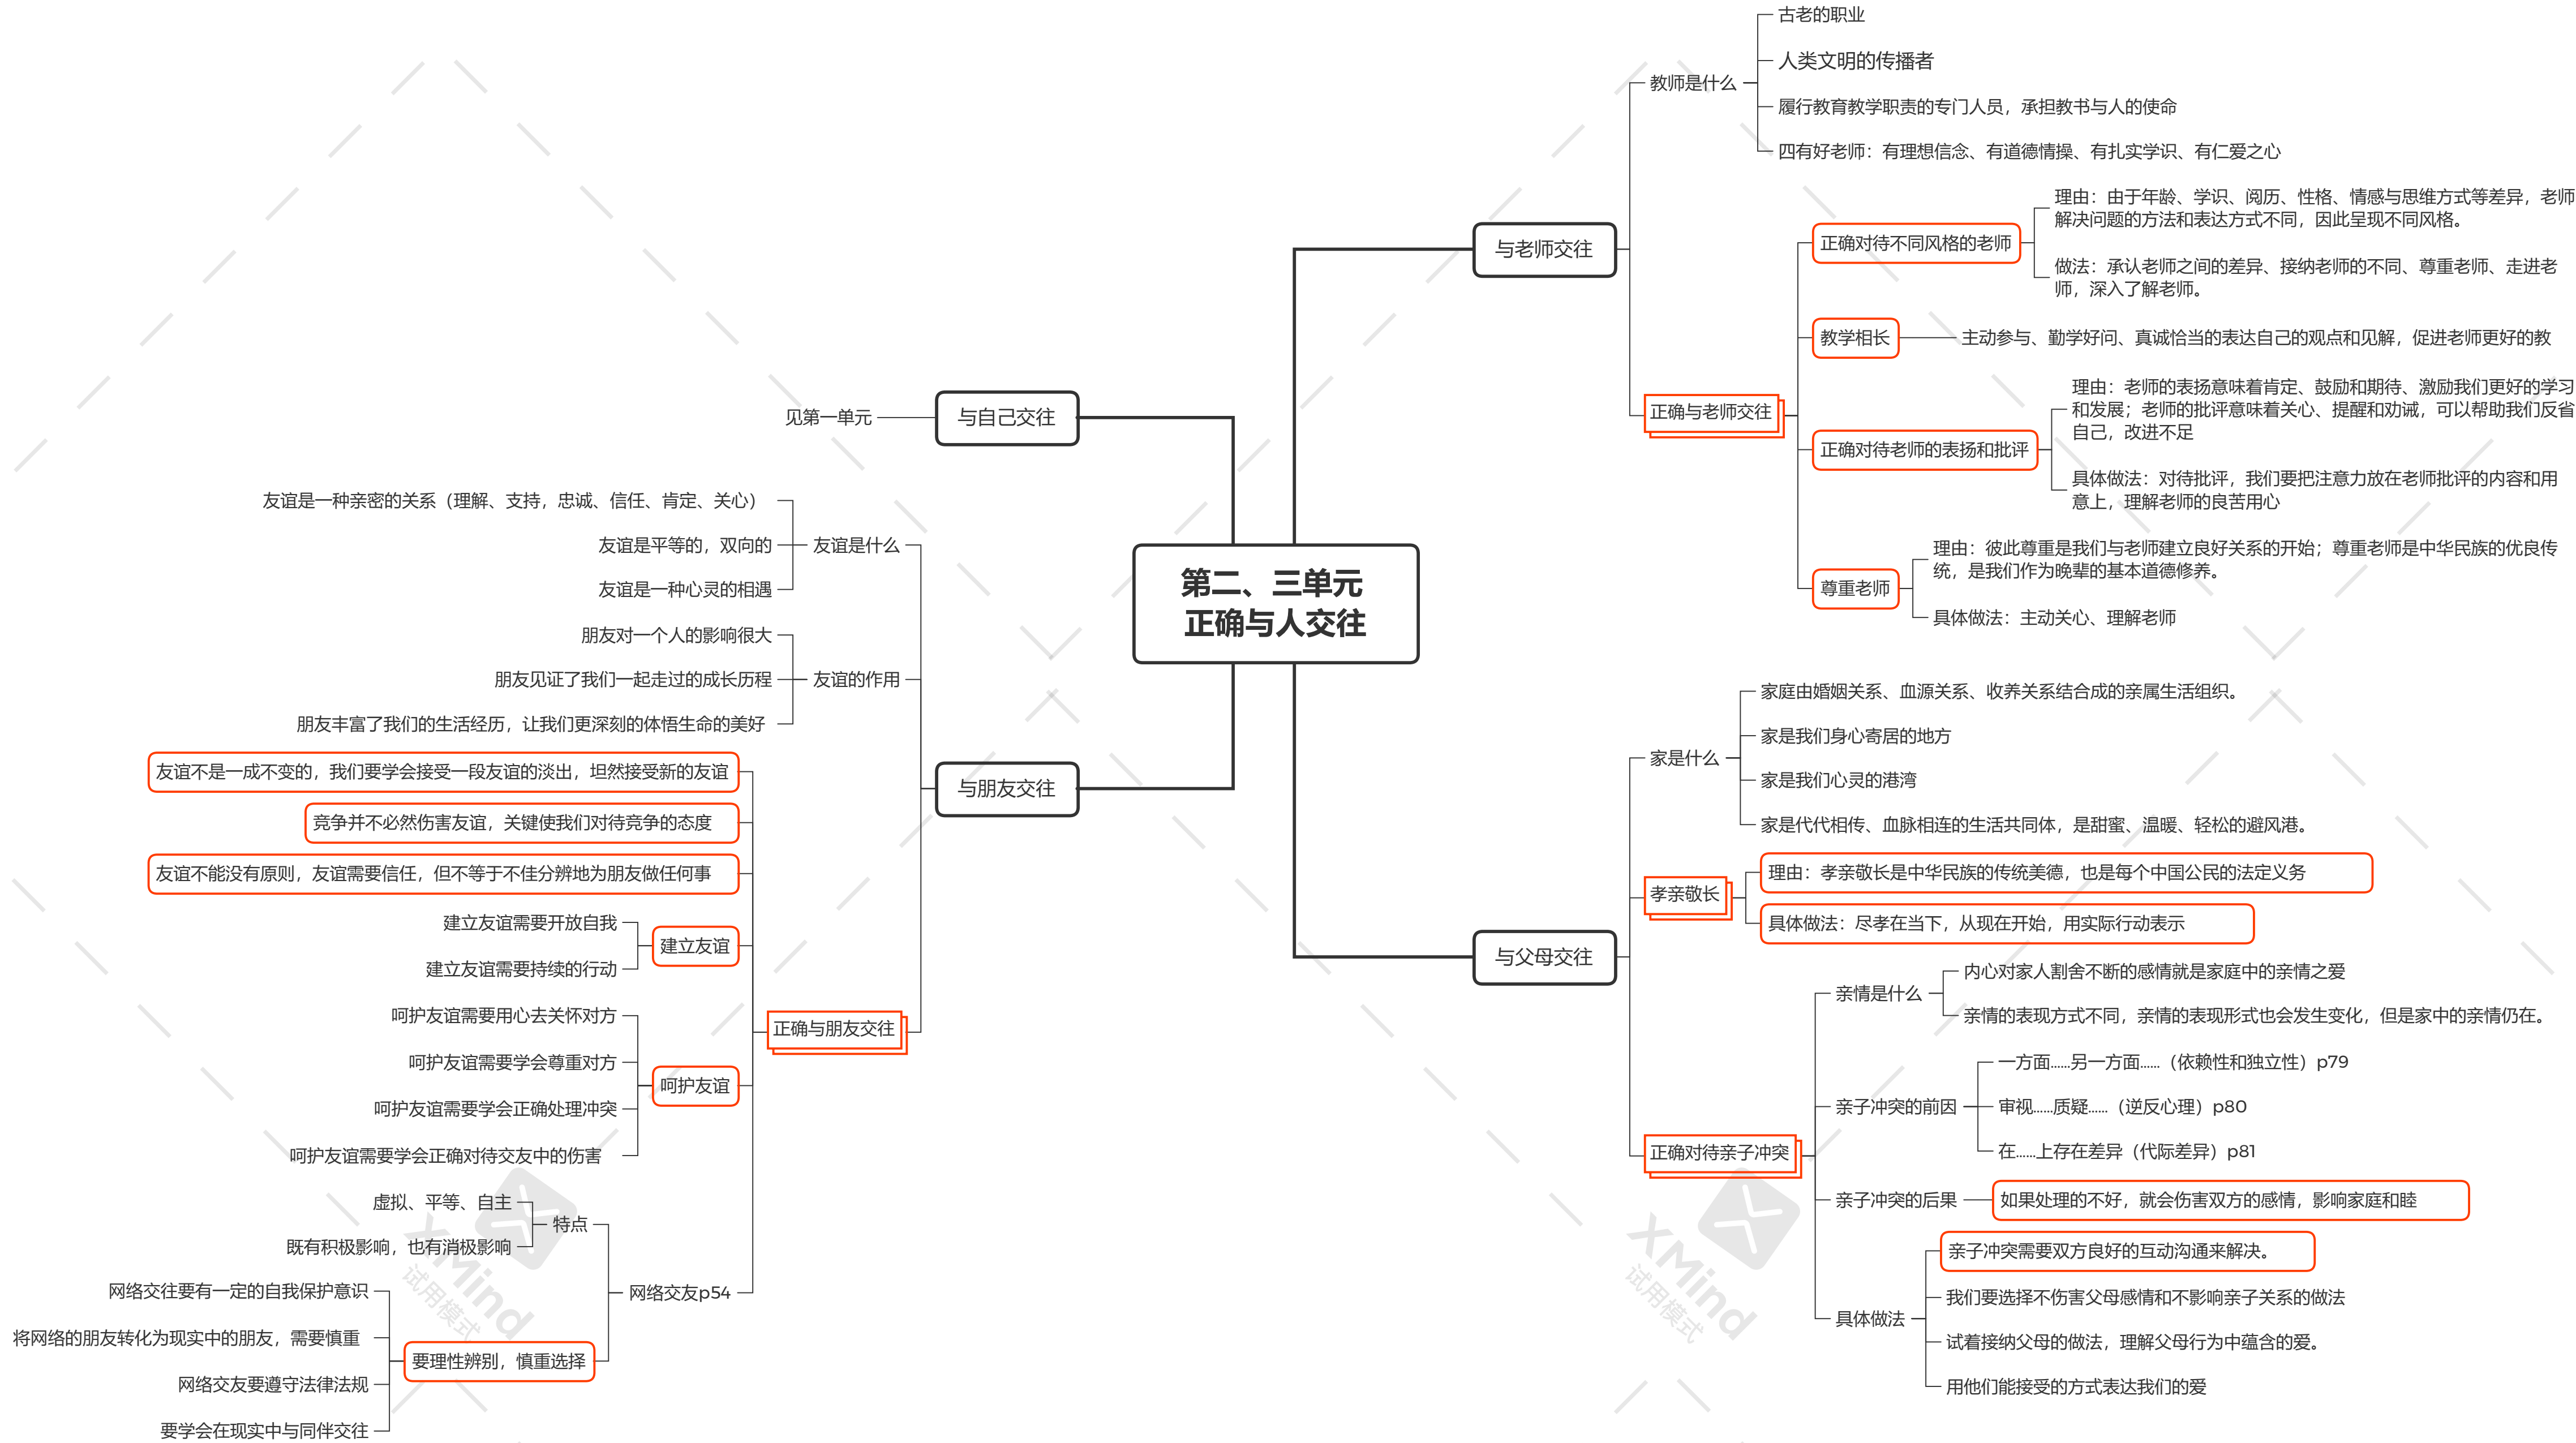 第二、三单元
正确与人交往
与老师交往
教师是什么
古老的职业
人类文明的传播者
履行教育教学职责的专门人员，承担教书与人的使命
四有好老师：有理想信念、有道德情操、有扎实学识、有仁爱之心
正确与老师交往
正确对待不同风格的老师
理由：由于年龄、学识、阅历、性格、情感与思维方式等差异，老师
解决问题的方法和表达方式不同，因此呈现不同风格。
做法：承认老师之间的差异、接纳老师的不同、尊重老师、走进老
师，深入了解老师。
教学相长
主动参与、勤学好问、真诚恰当的表达自己的观点和见解，促进老师更好的教
正确对待老师的表扬和批评
理由：老师的表扬意味着肯定、鼓励和期待、激励我们更好的学习
和发展；老师的批评意味着关心、提醒和劝诫，可以帮助我们反省
自己，改进不足
具体做法：对待批评，我们要把注意力放在老师批评的内容和用
意上，理解老师的良苦用心
尊重老师
理由：彼此尊重是我们与老师建立良好关系的开始；尊重老师是中华民族的优良传
统，是我们作为晚辈的基本道德修养。
具体做法：主动关心、理解老师
与父母交往
家是什么
家庭由婚姻关系、血源关系、收养关系结合成的亲属生活组织。
家是我们身心寄居的地方
家是我们心灵的港湾
家是代代相传、血脉相连的生活共同体，是甜蜜、温暖、轻松的避风港。
孝亲敬长
理由：孝亲敬长是中华民族的传统美德，也是每个中国公民的法定义务
具体做法：尽孝在当下，从现在开始，用实际行动表示
正确对待亲子冲突
亲情是什么
内心对家人割舍不断的感情就是家庭中的亲情之爱
亲情的表现方式不同，亲情的表现形式也会发生变化，但是家中的亲情仍在。
亲子冲突的前因
一方面……另一方面……（依赖性和独立性）p79
审视……质疑……（逆反心理）p80
在……上存在差异（代际差异）p81
亲子冲突的后果
如果处理的不好，就会伤害双方的感情，影响家庭和睦
具体做法
亲子冲突需要双方良好的互动沟通来解决。
我们要选择不伤害父母感情和不影响亲子关系的做法
试着接纳父母的做法，理解父母行为中蕴含的爱。
用他们能接受的方式表达我们的爱
与自己交往
见第一单元
与朋友交往
友谊是什么
友谊是一种亲密的关系（理解、支持，忠诚、信任、肯定、关心）
友谊是平等的，双向的
友谊是一种心灵的相遇
友谊的作用
朋友对一个人的影响很大
朋友见证了我们一起走过的成长历程
朋友丰富了我们的生活经历，让我们更深刻的体悟生命的美好
正确与朋友交往
友谊不是一成不变的，我们要学会接受一段友谊的淡出，坦然接受新的友谊
竞争并不必然伤害友谊，关键使我们对待竞争的态度
友谊不能没有原则，友谊需要信任，但不等于不佳分辨地为朋友做任何事
建立友谊
建立友谊需要开放自我
建立友谊需要持续的行动
呵护友谊
呵护友谊需要用心去关怀对方
呵护友谊需要学会尊重对方
呵护友谊需要学会正确处理冲突
呵护友谊需要学会正确对待交友中的伤害
网络交友p54
特点
虚拟、平等、自主
既有积极影响，也有消极影响
要理性辨别，慎重选择
网络交往要有一定的自我保护意识
将网络的朋友转化为现实中的朋友，需要慎重
网络交友要遵守法律法规
要学会在现实中与同伴交往
XMind
试用模式
XMind
试用模式